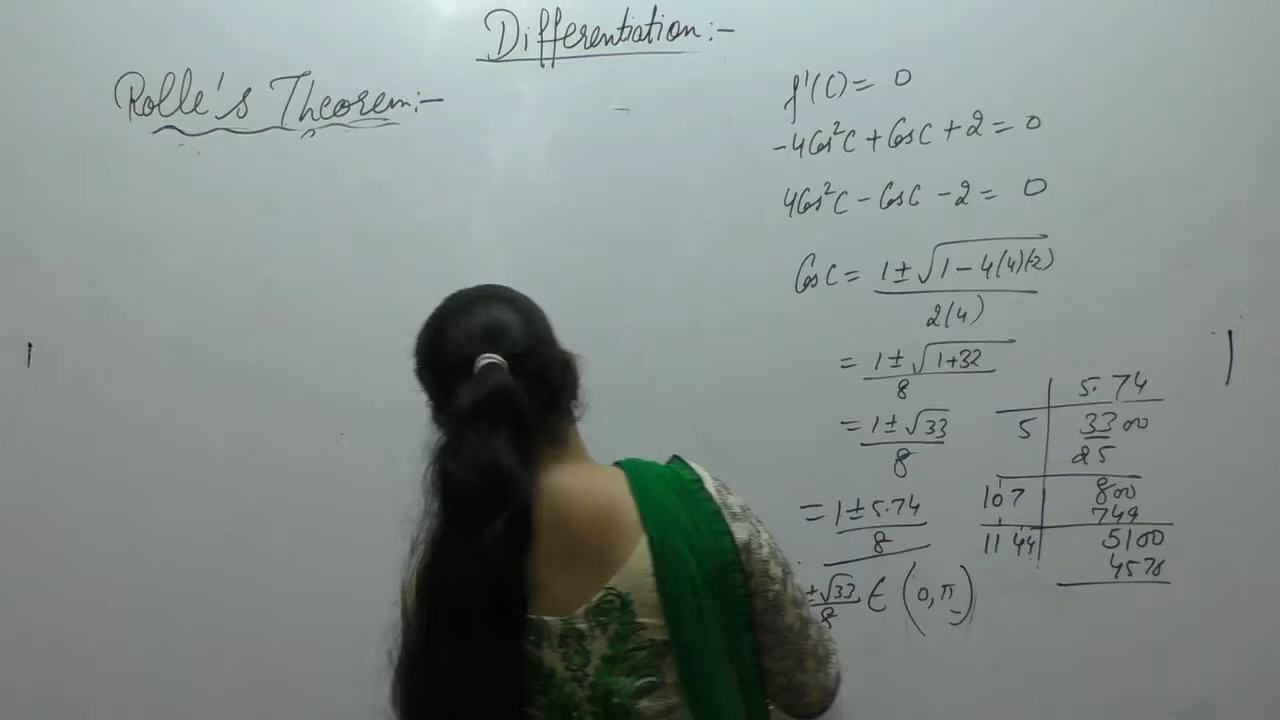 Differentiation:-
Rolle's Theorem:-
f'(c) = 0
-4Cos²C + CosC + 2 = 0
4Cos²C - CosC - 2 = 0
CosC = 1 ± √1 - 4(4)(-2)
2(4)
= 1 ± √1+32
8
= 1 ± √33
8
= 1 ± 5.74
8
± √33
8
∈ (0, π)
5.74
5 3300
25
107 800
749
1144 5100
4576